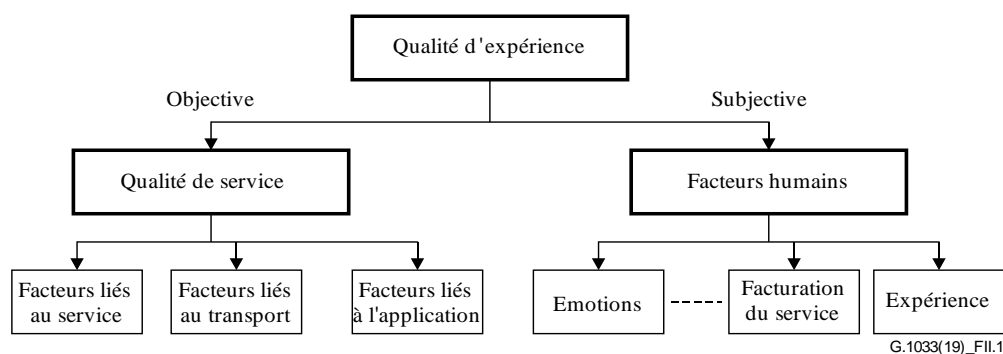 Qualité d'expérience
Objective
Subjective
Qualité de service
Facteurs humains
Facteurs liés
au service
Facteurs liés
au transport
Facteurs liés
à l'application
Emotions
Facturation
du service
Expérience
G.1033(19)_FII.1